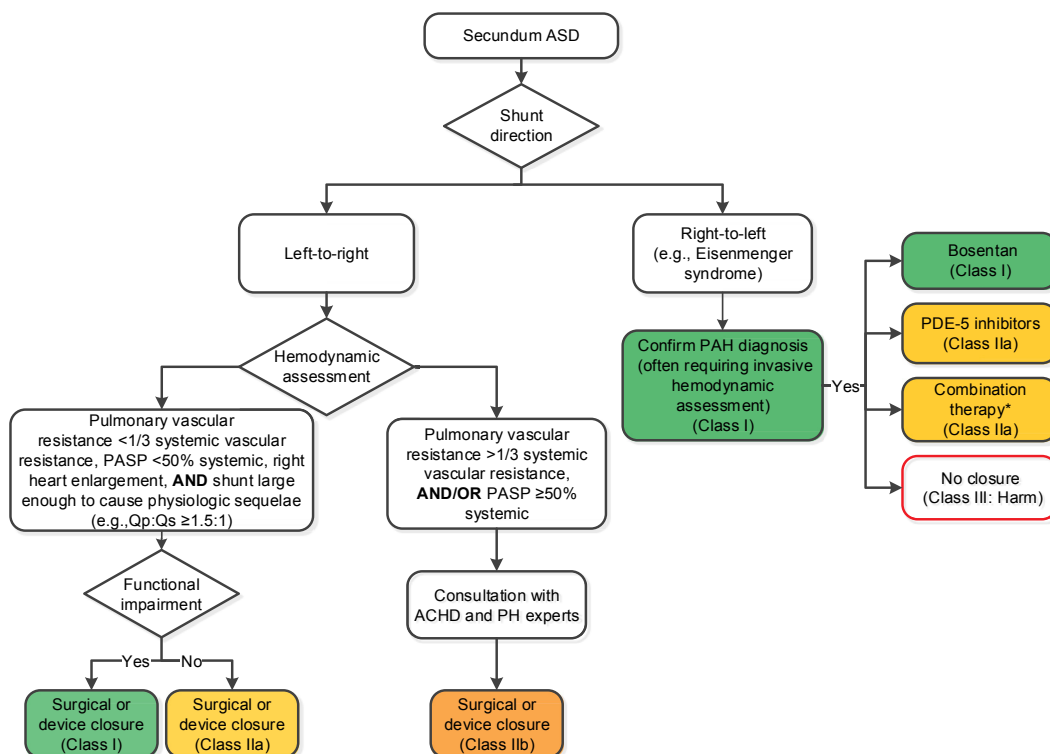 Secundum ASD
Shunt
direction
Left-to-right
Right-to-left
(e.g., Eisenmenger
syndrome)
Hemodynamic
assessment
Confirm PAH diagnosis
(often requiring invasive
hemodynamic
assessment)
(Class I)
Yes
Bosentan
(Class I)
PDE-5 inhibitors
(Class IIa)
Combination
therapy*
(Class IIa)
No closure
(Class III: Harm)
Pulmonary vascular
resistance <1/3 systemic vascular
resistance, PASP <50% systemic, right
heart enlargement, AND shunt large
enough to cause physiologic sequelae
(e.g.,Qp:Qs ≥1.5:1)
Pulmonary vascular
resistance >1/3 systemic
vascular resistance,
AND/OR PASP ≥50%
systemic
Functional
impairment
Consultation with
ACHD and PH experts
Yes
No
Surgical or
device closure
(Class I)
Surgical or
device closure
(Class IIa)
Surgical or
device closure
(Class IIb)